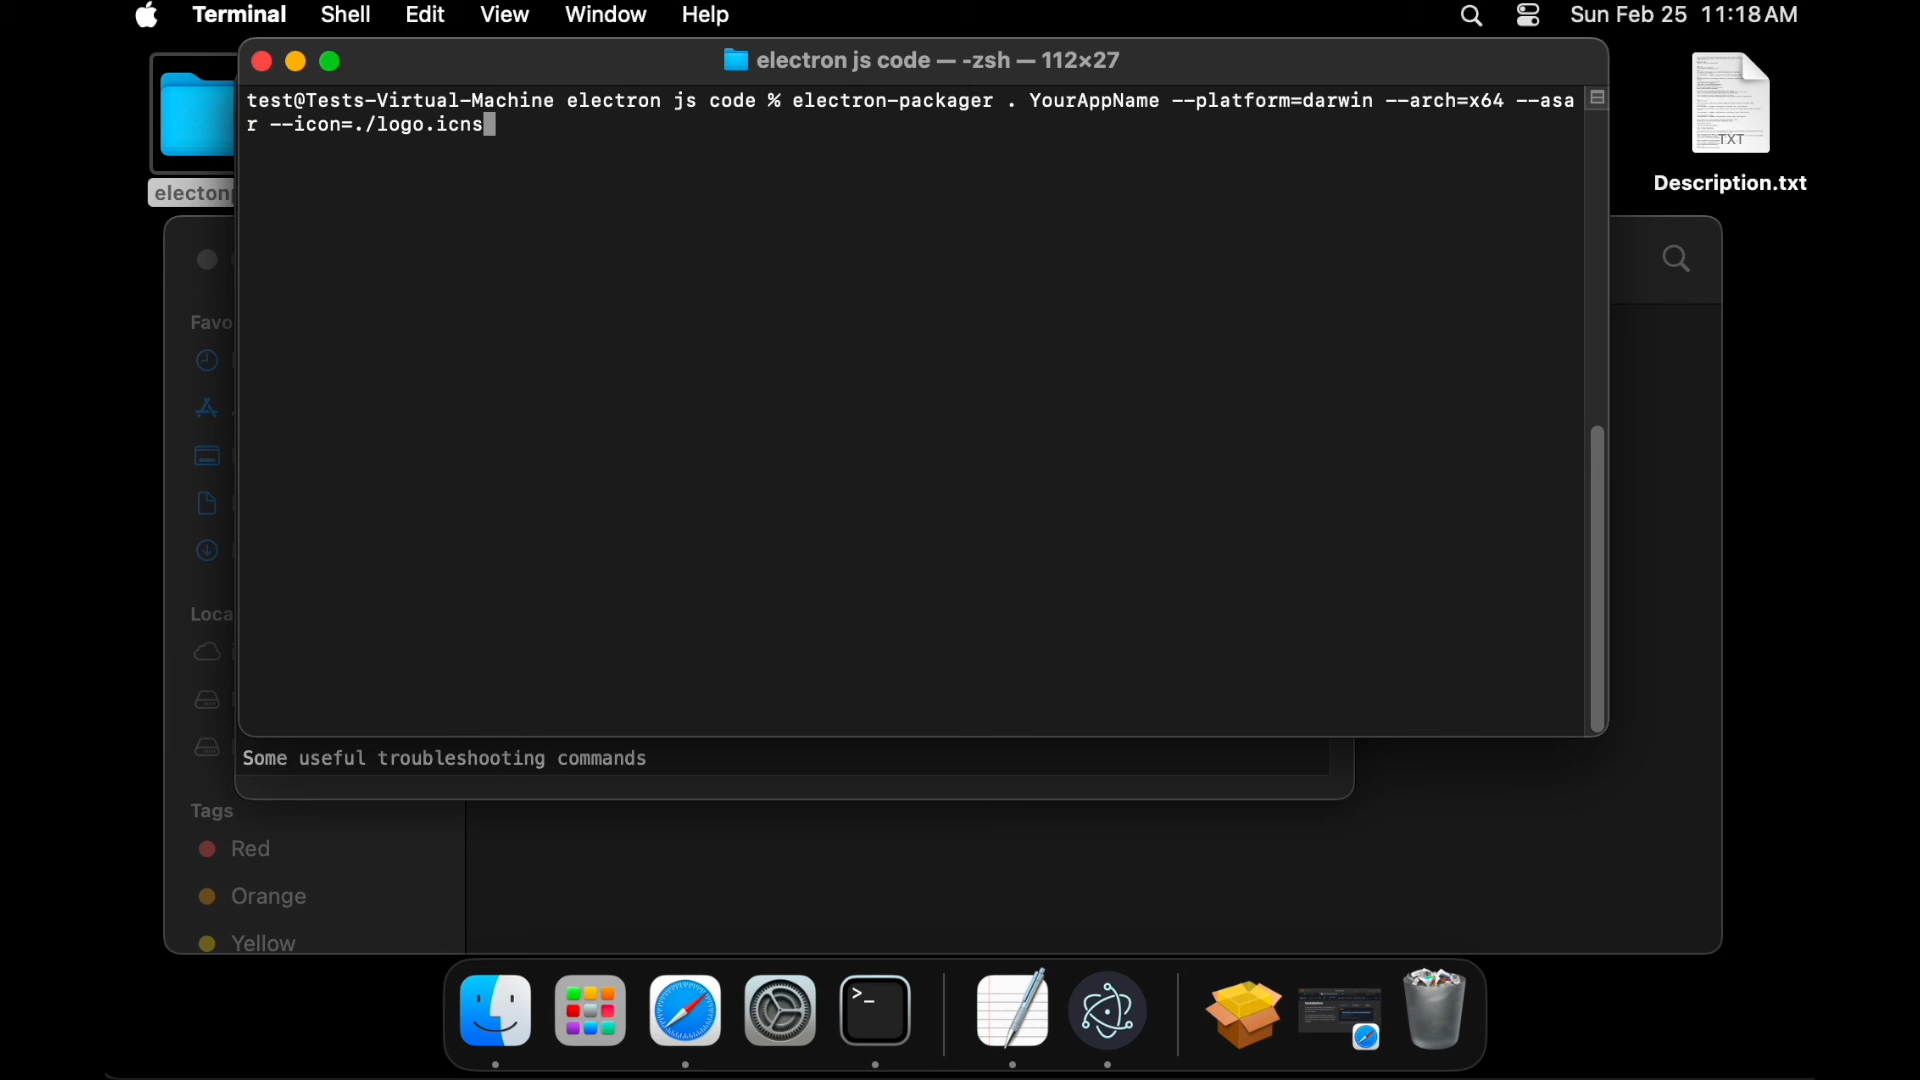 Terminal Shell Edit View Window Help Sun Feb 25 11:18 AM
electron js code — -zsh — 112×27
test@Tests-Virtual-Machine electron js code % electron-packager . YourAppName --platform=darwin --arch=x64 --asa
r --icon=./logo.icns
TXT
Description.txt
electon
Favo
Loca
Some useful troubleshooting commands
Tags
Red
Orange
Yellow